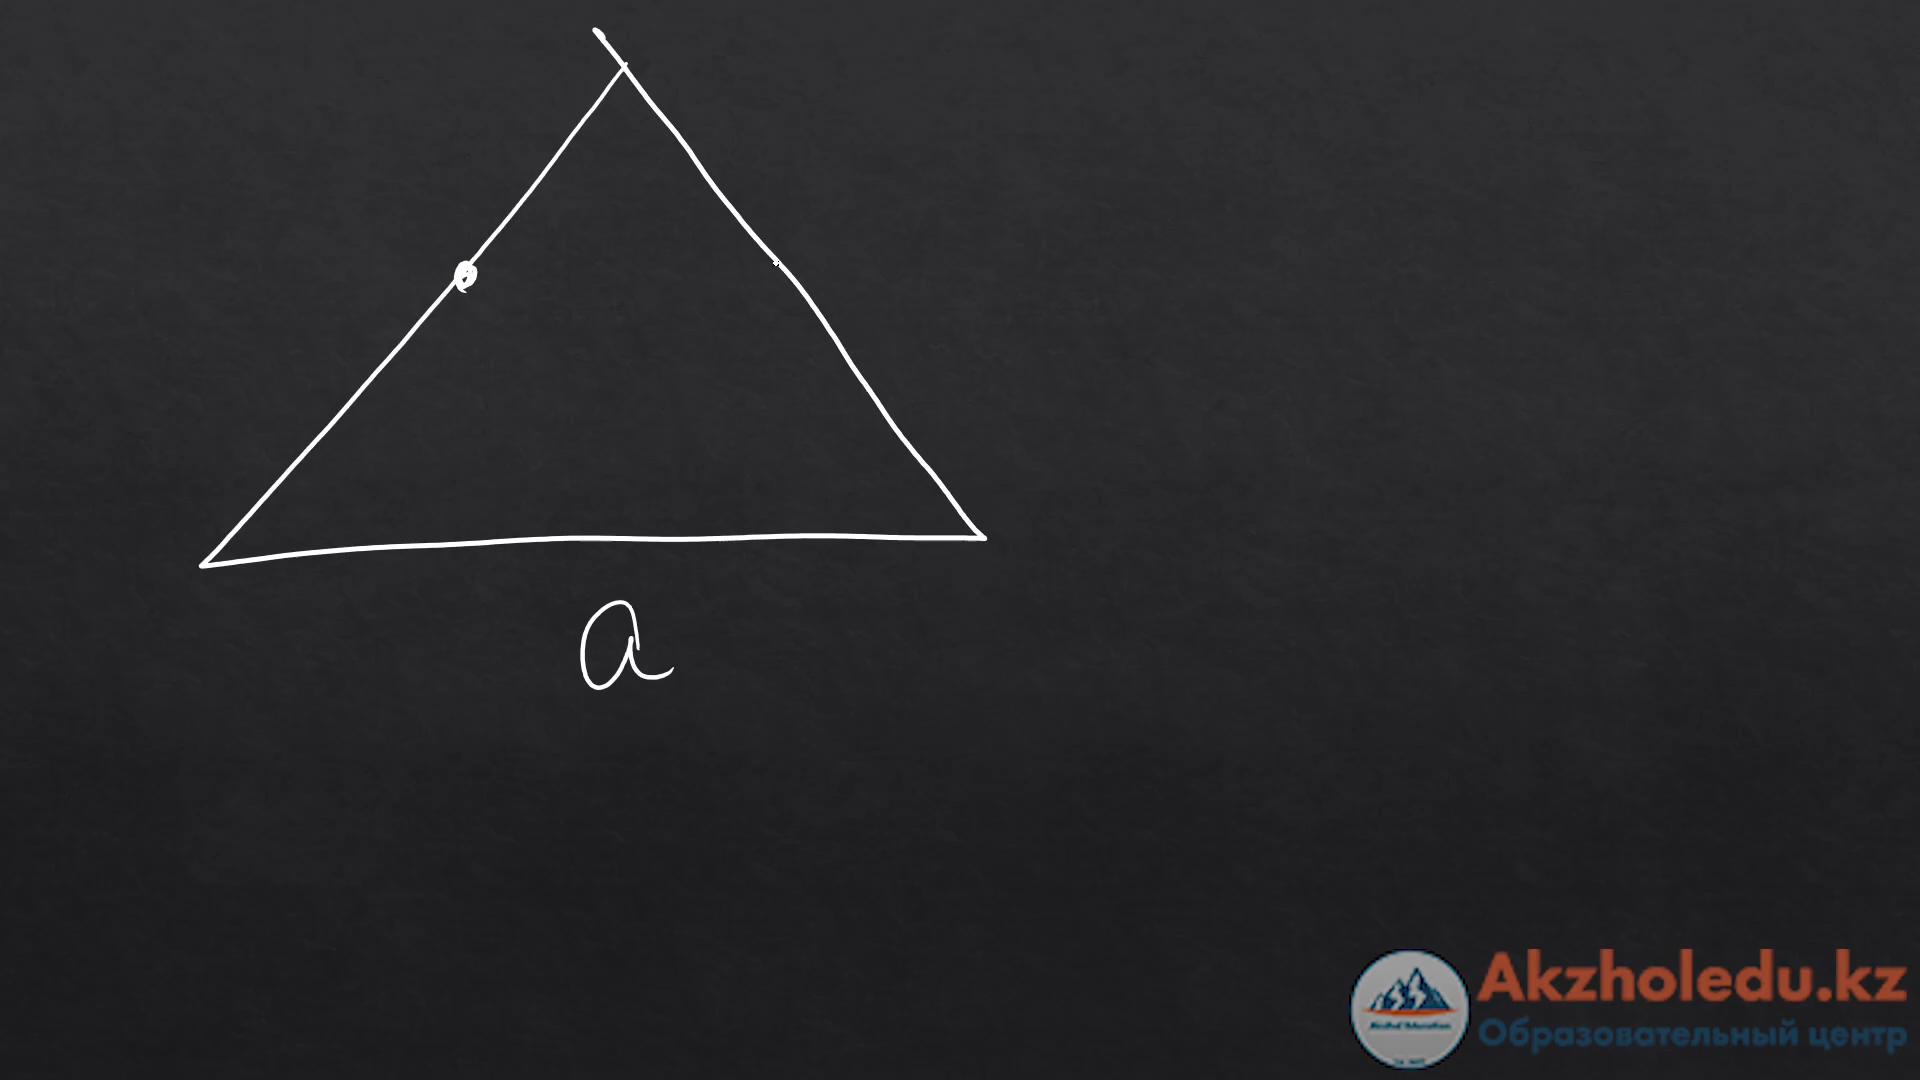 a
Akzholedu.kz
Образовательный центр